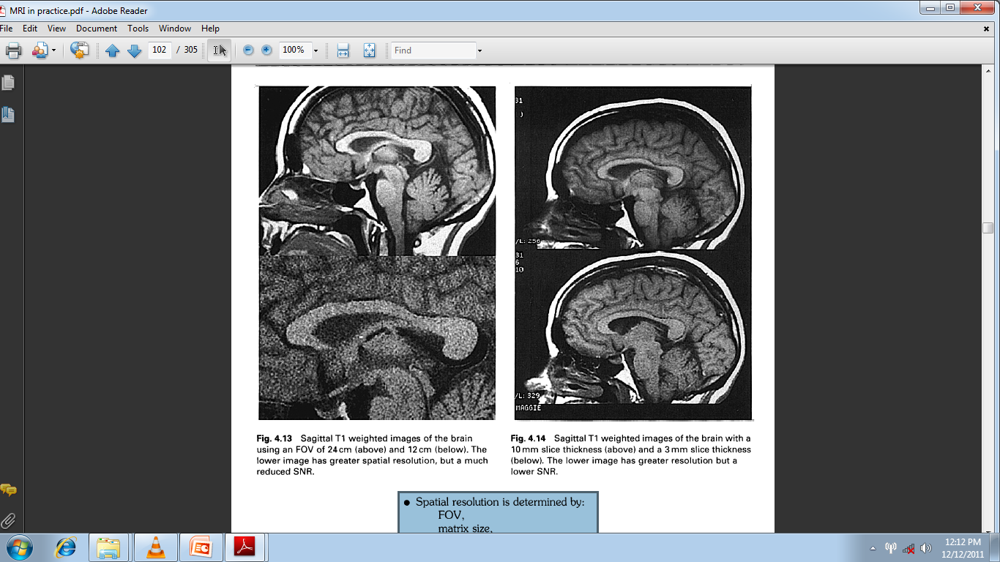 MRI in practice.pdf - Adobe Reader
File Edit View Document Tools Window Help
102 / 305 100% Find
31
)
/L: 256
31
6
10
/L: 329
MAGGIE
Fig. 4.13 Sagittal T1 weighted images of the brain
using an FOV of 24 cm (above) and 12 cm (below). The
lower image has greater spatial resolution, but a much
reduced SNR.
Fig. 4.14 Sagittal T1 weighted images of the brain with a
10 mm slice thickness (above) and a 3 mm slice thickness
(below). The lower image has greater resolution but a
lower SNR.
● Spatial resolution is determined by:
FOV,
matrix size,
12:12 PM
12/12/2011